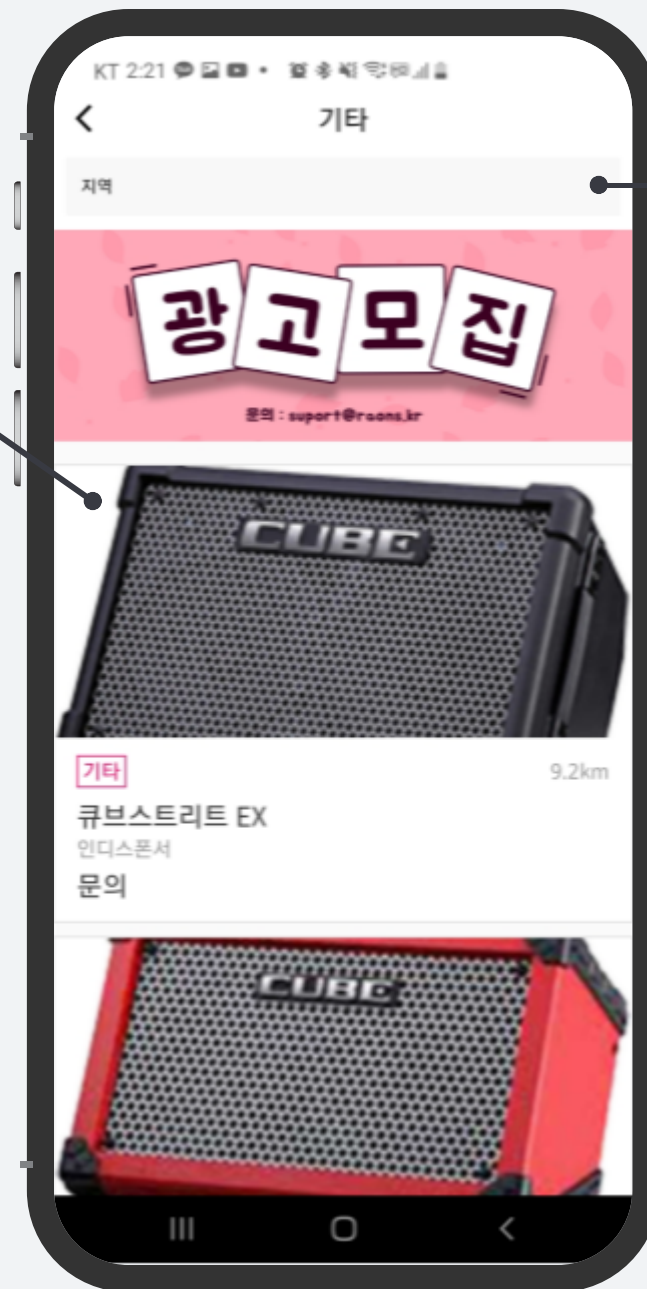 KT 2:21
기타
지역
광고모집
문의 : suport@raons.kr
CUBE
기타 9.2km
큐브스트리트 EX
인디스폰서
문의
CUBE